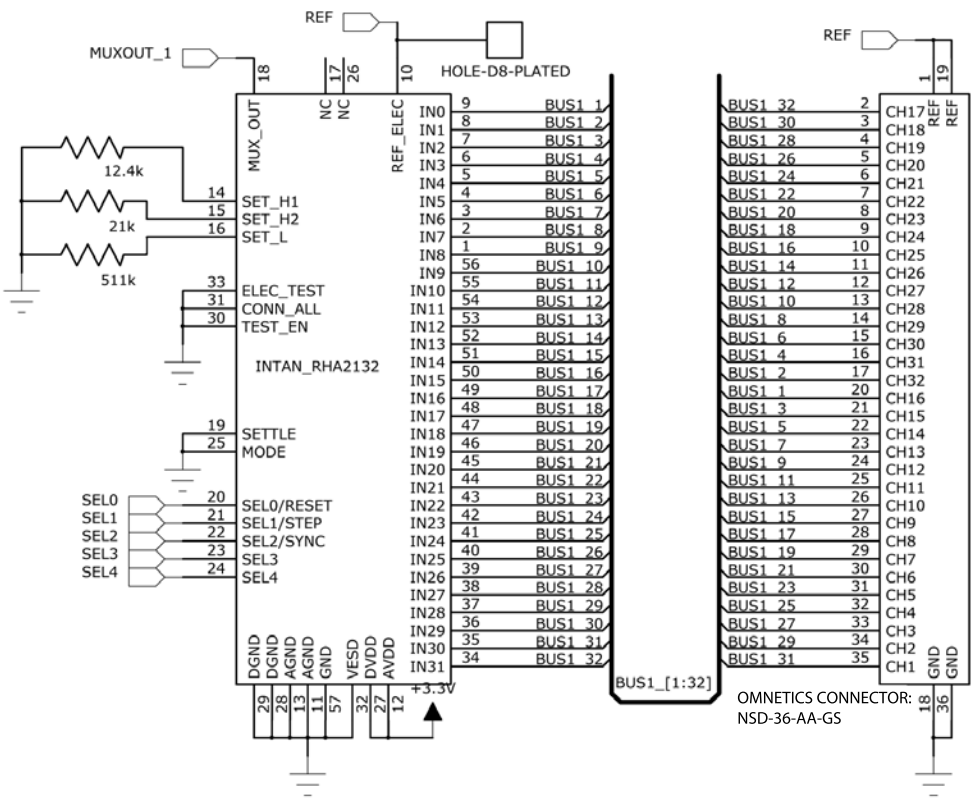 REF
MUXOUT_1
HOLE-D8-PLATED
REF
18
17
26
10
1
19
MUX_OUT
NC
NC
REF_ELEC
REF
REF
12.4k
21k
511k
14 SET_H1
15 SET_H2
16 SET_L
33 ELEC_TEST
31 CONN_ALL
30 TEST_EN
INTAN_RHA2132
19 SETTLE
25 MODE
SEL0 20 SEL0/RESET
SEL1 21 SEL1/STEP
SEL2 22 SEL2/SYNC
SEL3 23 SEL3
SEL4 24 SEL4
IN0 9 BUS1_1
IN1 8 BUS1_2
IN2 7 BUS1_3
IN3 6 BUS1_4
IN4 5 BUS1_5
IN5 4 BUS1_6
IN6 3 BUS1_7
IN7 2 BUS1_8
IN8 1 BUS1_9
IN9 56 BUS1_10
IN10 55 BUS1_11
IN11 54 BUS1_12
IN12 53 BUS1_13
IN13 52 BUS1_14
IN14 51 BUS1_15
IN15 50 BUS1_16
IN16 49 BUS1_17
IN17 48 BUS1_18
IN18 47 BUS1_19
IN19 46 BUS1_20
IN20 45 BUS1_21
IN21 44 BUS1_22
IN22 43 BUS1_23
IN23 42 BUS1_24
IN24 41 BUS1_25
IN25 40 BUS1_26
IN26 39 BUS1_27
IN27 38 BUS1_28
IN28 37 BUS1_29
IN29 36 BUS1_30
IN30 35 BUS1_31
IN31 34 BUS1_32
BUS1_32 2 CH17
BUS1_30 3 CH18
BUS1_28 4 CH19
BUS1_26 5 CH20
BUS1_24 6 CH21
BUS1_22 7 CH22
BUS1_20 8 CH23
BUS1_18 9 CH24
BUS1_16 10 CH25
BUS1_14 11 CH26
BUS1_12 12 CH27
BUS1_10 13 CH28
BUS1_8 14 CH29
BUS1_6 15 CH30
BUS1_4 16 CH31
BUS1_2 17 CH32
BUS1_1 20 CH16
BUS1_3 21 CH15
BUS1_5 22 CH14
BUS1_7 23 CH13
BUS1_9 24 CH12
BUS1_11 25 CH11
BUS1_13 26 CH10
BUS1_15 27 CH9
BUS1_17 28 CH8
BUS1_19 29 CH7
BUS1_21 30 CH6
BUS1_23 31 CH5
BUS1_25 32 CH4
BUS1_27 33 CH3
BUS1_29 34 CH2
BUS1_31 35 CH1
DGND
DGND
AGND
AGND
GND
VESD
DVDD
AVDD
GND
GND
29
28
13
11
57
32
27
12
+3.3V
BUS1_[1:32]
OMNETICS CONNECTOR:
NSD-36-AA-GS
18
36